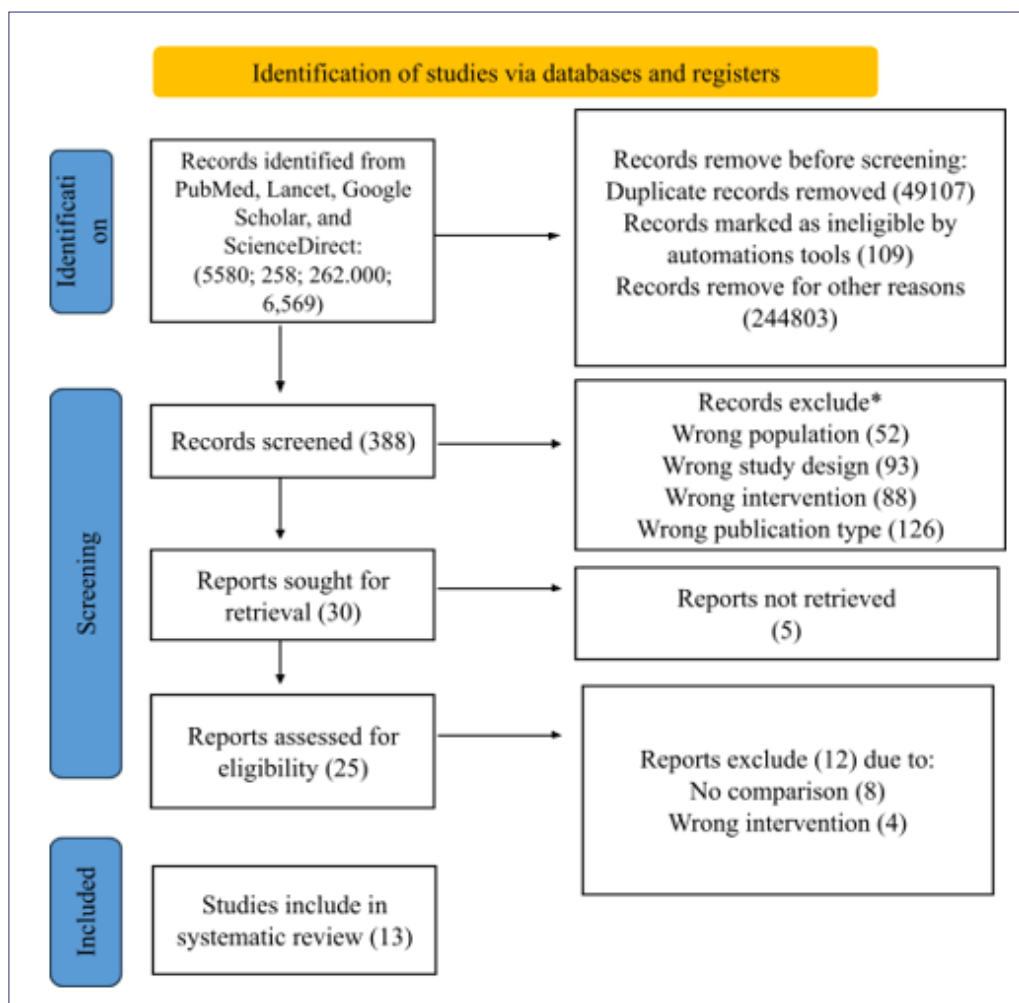 Identification of studies via databases and registers
Identificati
on
Records identified from
PubMed, Lancet, Google
Scholar, and
ScienceDirect:
(5580; 258; 262.000;
6,569)
Records remove before screening:
Duplicate records removed (49107)
Records marked as ineligible by
automations tools (109)
Records remove for other reasons
(244803)
Screening
Records screened (388)
Records exclude*
Wrong population (52)
Wrong study design (93)
Wrong intervention (88)
Wrong publication type (126)
Reports sought for
retrieval (30)
Reports not retrieved
(5)
Reports assessed for
eligibility (25)
Reports exclude (12) due to:
No comparison (8)
Wrong intervention (4)
Included
Studies include in
systematic review (13)